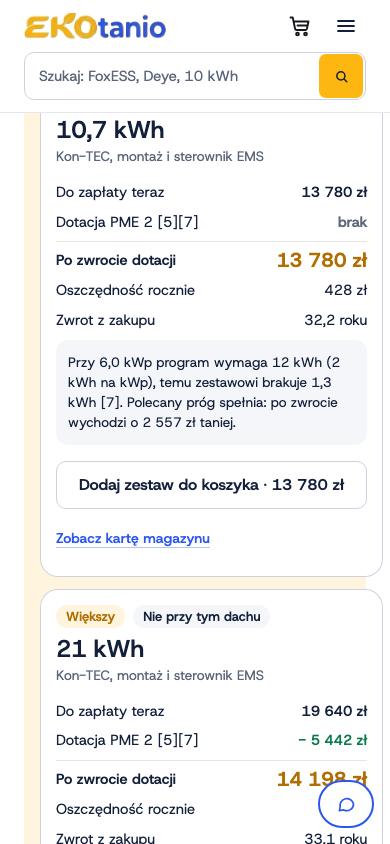 EKOtanio
Szukaj: FoxESS, Deye, 10 kWh
10,7 kWh
Kon-TEC, montaż i sterownik EMS
Do zapłaty teraz 13 780 zł
Dotacja PME 2 [5][7] brak
Po zwrocie dotacji 13 780 zł
Oszczędność rocznie 428 zł
Zwrot z zakupu 32,2 roku
Przy 6,0 kWp program wymaga 12 kWh (2
kWh na kWp), temu zestawowi brakuje 1,3
kWh [7]. Polecany próg spełnia: po zwrocie
wychodzi o 2 557 zł taniej.
Dodaj zestaw do koszyka · 13 780 zł
Zobacz kartę magazynu
Większy Nie przy tym dachu
21 kWh
Kon-TEC, montaż i sterownik EMS
Do zapłaty teraz 19 640 zł
Dotacja PME 2 [5][7] − 5 442 zł
Po zwrocie dotacji 14 198 zł
Oszczędność rocznie
Zwrot z zakupu 33,1 roku